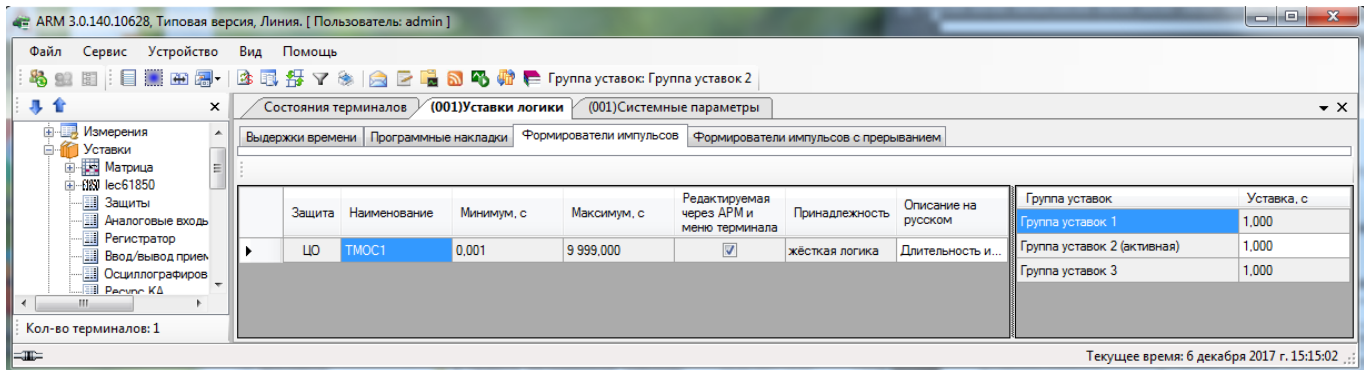 ARM 3.0.140.10628, Типовая версия, Линия. [ Пользователь: admin ]
Файл Сервис Устройство Вид Помощь
Группа уставок: Группа уставок 2
Состояния терминалов (001)Уставки логики (001)Системные параметры
Измерения
Уставки
Матрица
Iec61850
Защиты
Аналоговые входь
Регистратор
Ввод/вывод прием
Осциллографиров
Ресурс КА
Кол-во терминалов: 1
Выдержки времени Программные накладки Формирователи импульсов Формирователи импульсов с прерыванием
Защита Наименование Минимум, с Максимум, с Редактируемая через АРМ и меню терминала Принадлежность Описание на русском
ЦО ТМОС1 0,001 9 999,000 жёсткая логика Длительность и...
Группа уставок Уставка, с
Группа уставок 1 1,000
Группа уставок 2 (активная) 1,000
Группа уставок 3 1,000
Текущее время: 6 декабря 2017 г. 15:15:02